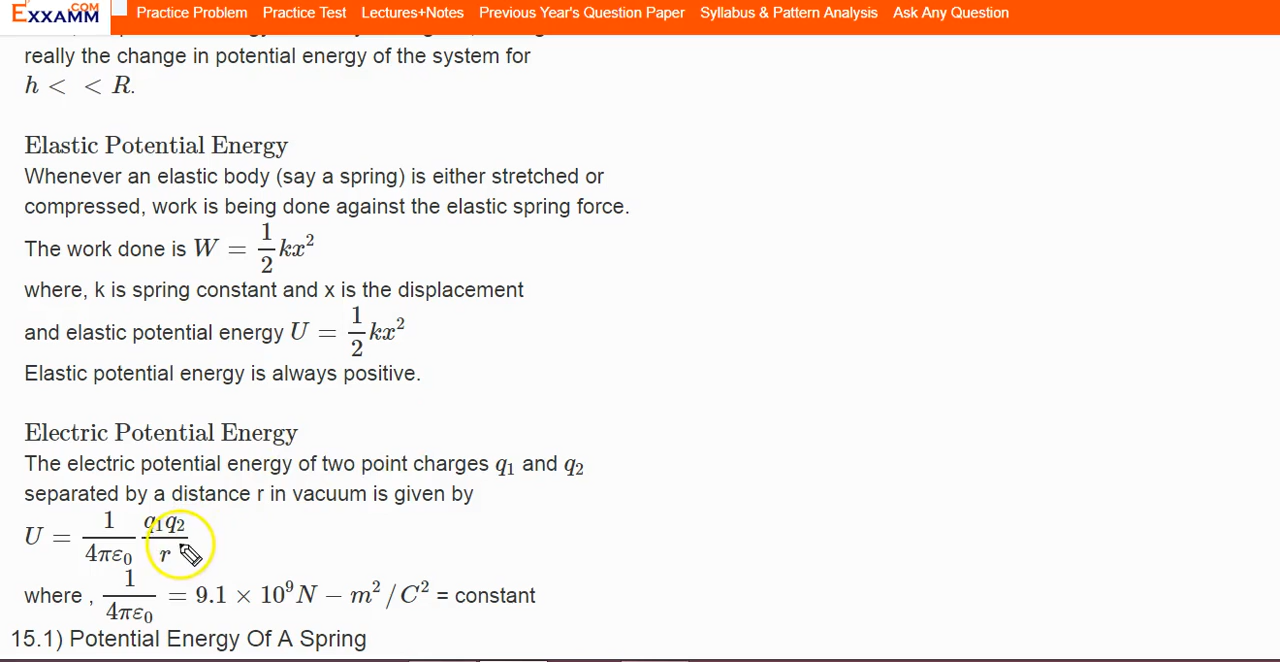 EXXAMM .COM Practice Problem Practice Test Lectures+Notes Previous Year's Question Paper Syllabus & Pattern Analysis Ask Any Question
really the change in potential energy of the system for
h < < R.
Elastic Potential Energy
Whenever an elastic body (say a spring) is either stretched or
compressed, work is being done against the elastic spring force.
The work done is W = 1/2 kx²
where, k is spring constant and x is the displacement
and elastic potential energy U = 1/2 kx²
Elastic potential energy is always positive.
Electric Potential Energy
The electric potential energy of two point charges q₁ and q₂
separated by a distance r in vacuum is given by
U = 1/4πε₀ q₁q₂/r
where , 1/4πε₀ = 9.1 × 10⁹ N − m² / C² = constant
15.1) Potential Energy Of A Spring